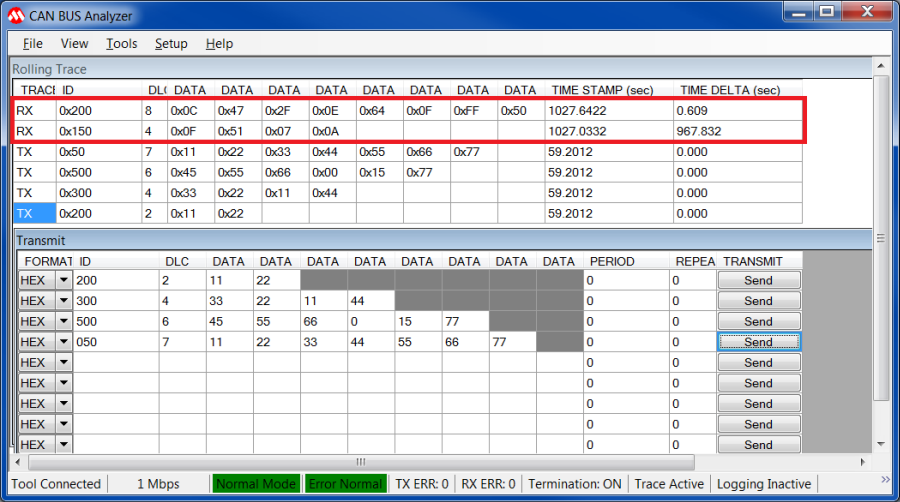 CAN BUS Analyzer
File View Tools Setup Help
Rolling Trace
TRACE ID DLC DATA DATA DATA DATA DATA DATA DATA DATA TIME STAMP (sec) TIME DELTA (sec)
RX 0x200 8 0x0C 0x47 0x2F 0x0E 0x64 0x0F 0xFF 0x50 1027.6422 0.609
RX 0x150 4 0x0F 0x51 0x07 0x0A 1027.0332 967.832
TX 0x50 7 0x11 0x22 0x33 0x44 0x55 0x66 0x77 59.2012 0.000
TX 0x500 6 0x45 0x55 0x66 0x00 0x15 0x77 59.2012 0.000
TX 0x300 4 0x33 0x22 0x11 0x44 59.2012 0.000
TX 0x200 2 0x11 0x22 59.2012 0.000
Transmit
FORMAT ID DLC DATA DATA DATA DATA DATA DATA DATA DATA PERIOD REPEA TRANSMIT
HEX 200 2 11 22 0 0 Send
HEX 300 4 33 22 11 44 0 0 Send
HEX 500 6 45 55 66 0 15 77 0 0 Send
HEX 050 7 11 22 33 44 55 66 77 0 0 Send
HEX 0 0 Send
HEX 0 0 Send
HEX 0 0 Send
HEX 0 0 Send
HEX 0 0 Send
Tool Connected 1 Mbps Normal Mode Error Normal TX ERR: 0 RX ERR: 0 Termination: ON Trace Active Logging Inactive